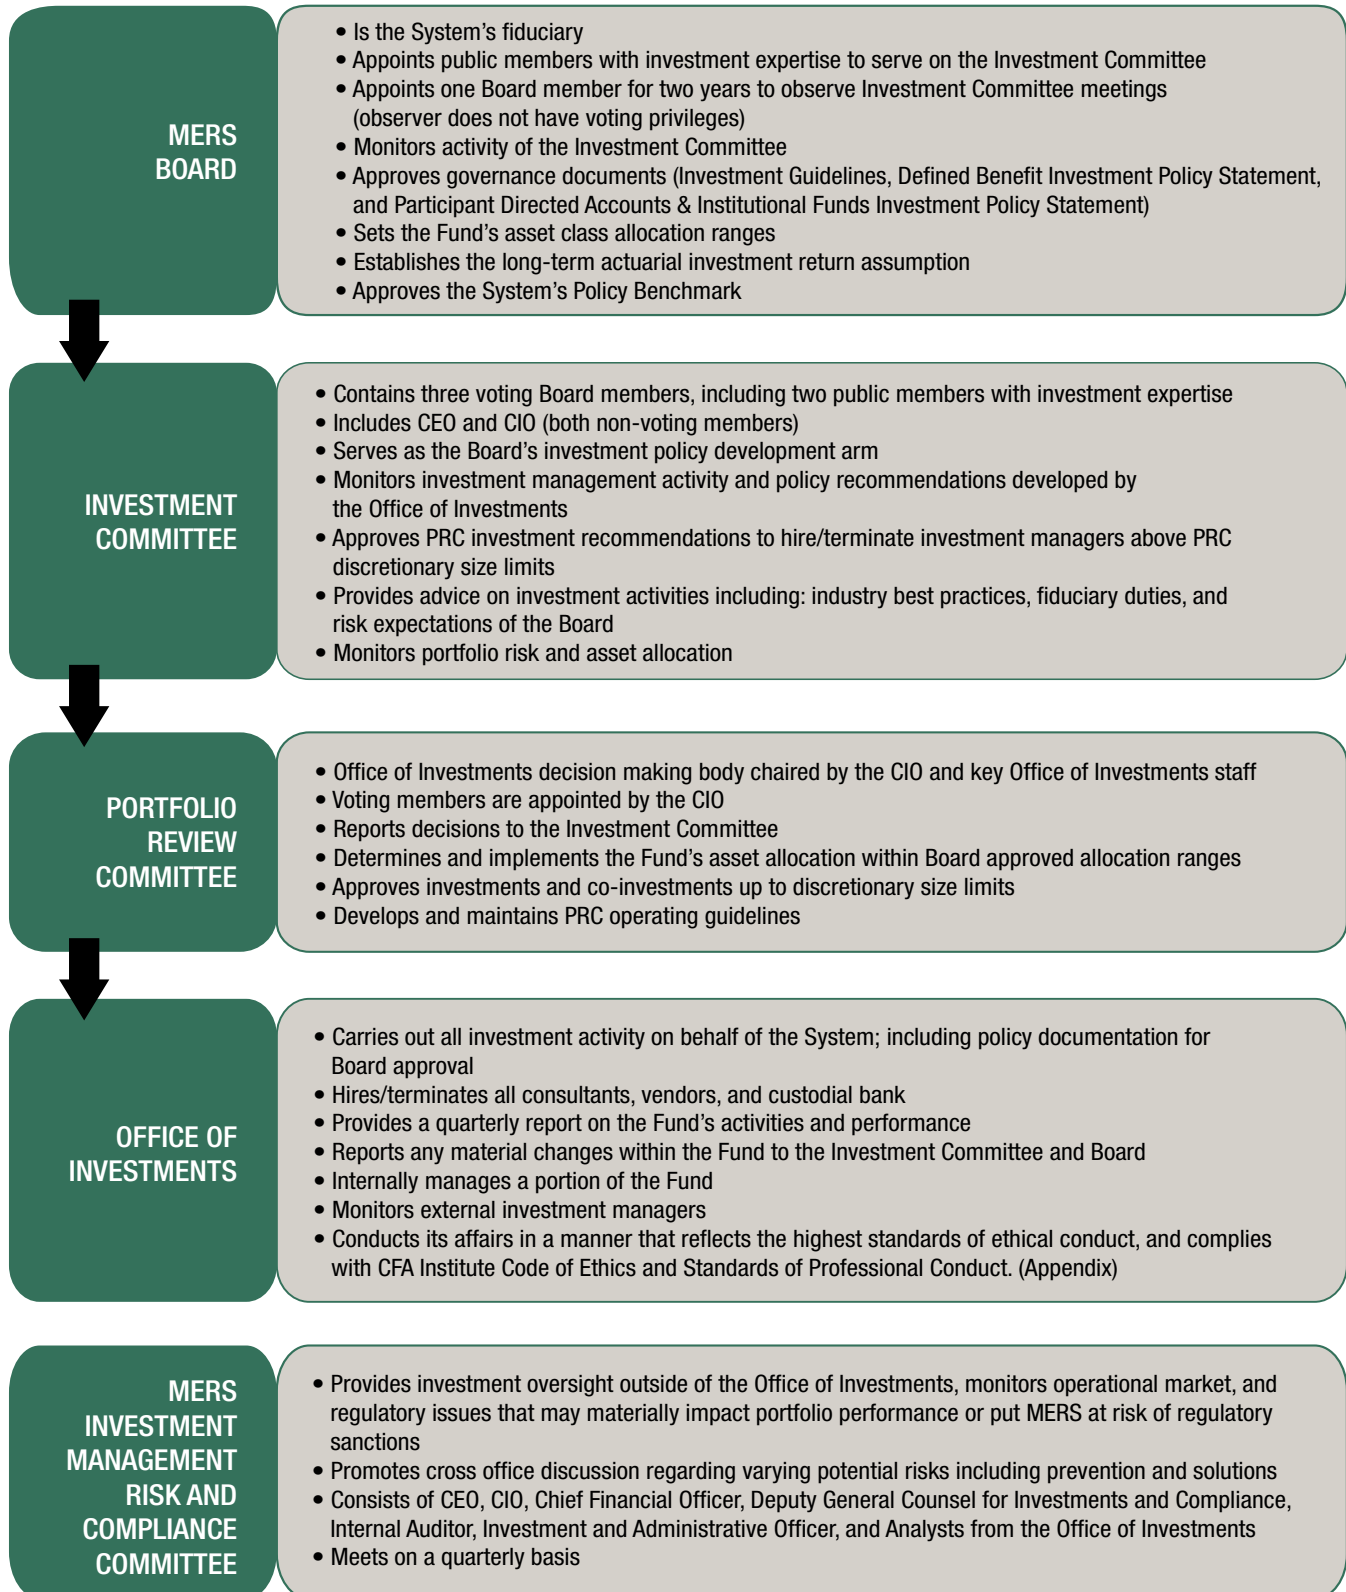 MERS
BOARD
• Is the System’s fiduciary
• Appoints public members with investment expertise to serve on the Investment Committee
• Appoints one Board member for two years to observe Investment Committee meetings
(observer does not have voting privileges)
• Monitors activity of the Investment Committee
• Approves governance documents (Investment Guidelines, Defined Benefit Investment Policy Statement,
and Participant Directed Accounts & Institutional Funds Investment Policy Statement)
• Sets the Fund’s asset class allocation ranges
• Establishes the long-term actuarial investment return assumption
• Approves the System’s Policy Benchmark
INVESTMENT
COMMITTEE
• Contains three voting Board members, including two public members with investment expertise
• Includes CEO and CIO (both non-voting members)
• Serves as the Board’s investment policy development arm
• Monitors investment management activity and policy recommendations developed by
the Office of Investments
• Approves PRC investment recommendations to hire/terminate investment managers above PRC
discretionary size limits
• Provides advice on investment activities including: industry best practices, fiduciary duties, and
risk expectations of the Board
• Monitors portfolio risk and asset allocation
PORTFOLIO
REVIEW
COMMITTEE
• Office of Investments decision making body chaired by the CIO and key Office of Investments staff
• Voting members are appointed by the CIO
• Reports decisions to the Investment Committee
• Determines and implements the Fund’s asset allocation within Board approved allocation ranges
• Approves investments and co-investments up to discretionary size limits
• Develops and maintains PRC operating guidelines
OFFICE OF
INVESTMENTS
• Carries out all investment activity on behalf of the System; including policy documentation for
Board approval
• Hires/terminates all consultants, vendors, and custodial bank
• Provides a quarterly report on the Fund’s activities and performance
• Reports any material changes within the Fund to the Investment Committee and Board
• Internally manages a portion of the Fund
• Monitors external investment managers
• Conducts its affairs in a manner that reflects the highest standards of ethical conduct, and complies
with CFA Institute Code of Ethics and Standards of Professional Conduct. (Appendix)
MERS
INVESTMENT
MANAGEMENT
RISK AND
COMPLIANCE
COMMITTEE
• Provides investment oversight outside of the Office of Investments, monitors operational market, and
regulatory issues that may materially impact portfolio performance or put MERS at risk of regulatory
sanctions
• Promotes cross office discussion regarding varying potential risks including prevention and solutions
• Consists of CEO, CIO, Chief Financial Officer, Deputy General Counsel for Investments and Compliance,
Internal Auditor, Investment and Administrative Officer, and Analysts from the Office of Investments
• Meets on a quarterly basis